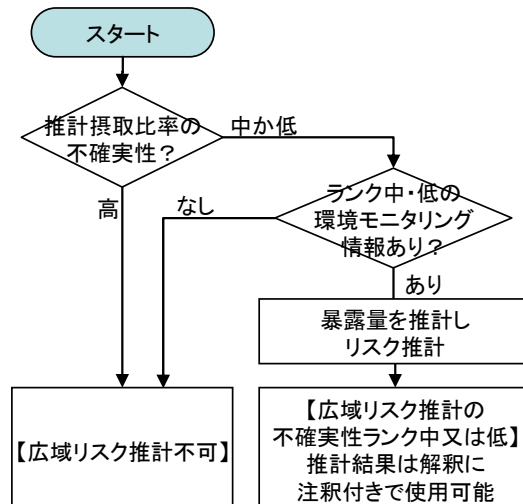 スタート
推計摂取比率の
不確実性？
中か低
高
なし
ランク中・低の
環境モニタリング
情報あり？
あり
暴露量を推計し
リスク推計
【広域リスク推計不可】
【広域リスク推計の
不確実性ランク中又は低】
推計結果は解釈に
注釈付きで使用可能